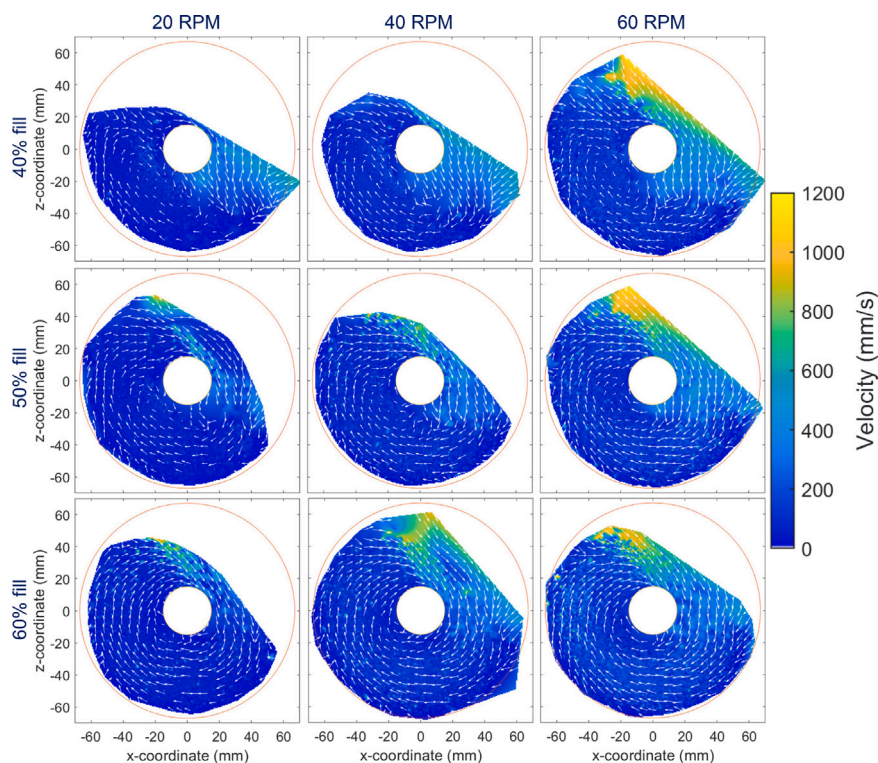 20 RPM 40 RPM 60 RPM
40% fill
z-coordinate (mm)
60
40
20
0
-20
-40
-60
50% fill
z-coordinate (mm)
60
40
20
0
-20
-40
-60
60% fill
z-coordinate (mm)
60
40
20
0
-20
-40
-60
-60 -40 -20 0 20 40 60 -60 -40 -20 0 20 40 60 -60 -40 -20 0 20 40 60
x-coordinate (mm) x-coordinate (mm) x-coordinate (mm)
1200
1000
800
600
400
200
0
Velocity (mm/s)